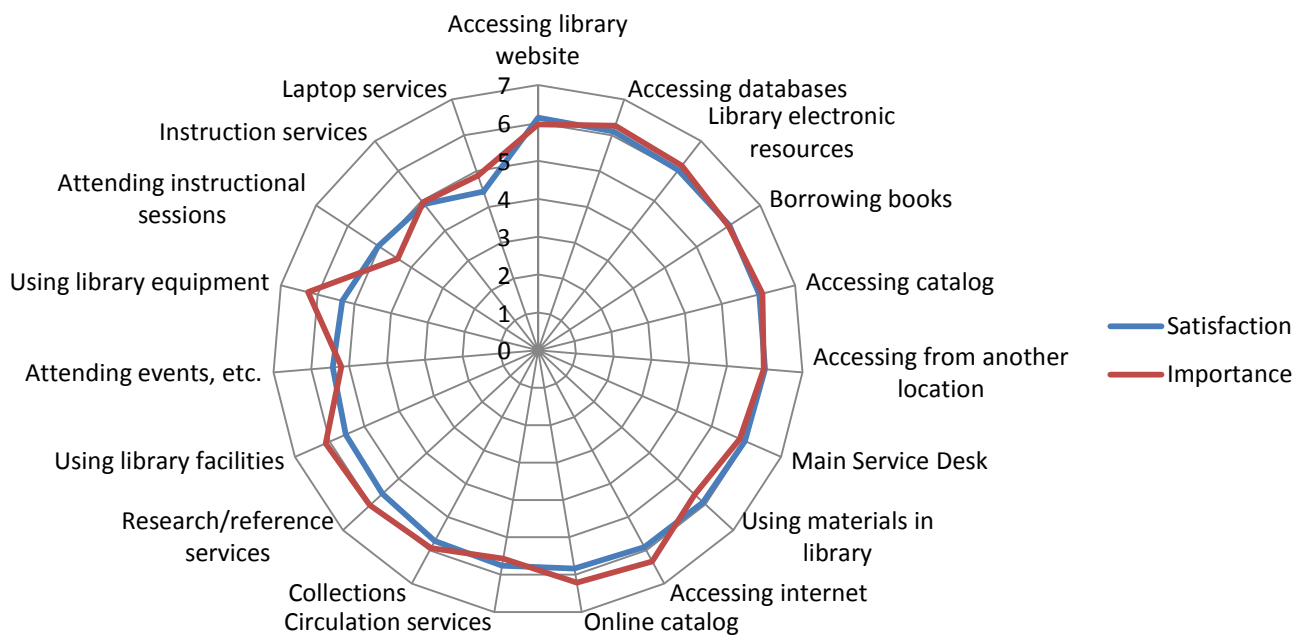 Accessing library
website
Laptop services
Accessing databases
Instruction services
Library electronic
resources
Attending instructional
sessions
Borrowing books
Using library equipment
Accessing catalog
Attending events, etc.
Accessing from another
location
Using library facilities
Main Service Desk
Research/reference
services
Using materials in
library
Collections
Accessing internet
Circulation services
Online catalog
7
6
5
4
3
2
1
0
Satisfaction
Importance